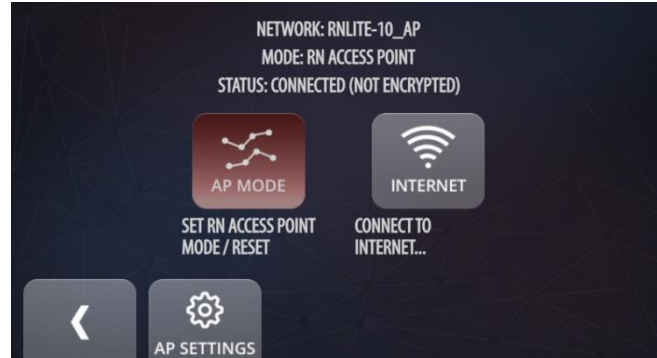 NETWORK: RNLITE-10_AP
MODE: RN ACCESS POINT
STATUS: CONNECTED (NOT ENCRYPTED)
AP MODE
INTERNET
SET RN ACCESS POINT
MODE / RESET
CONNECT TO
INTERNET...
AP SETTINGS